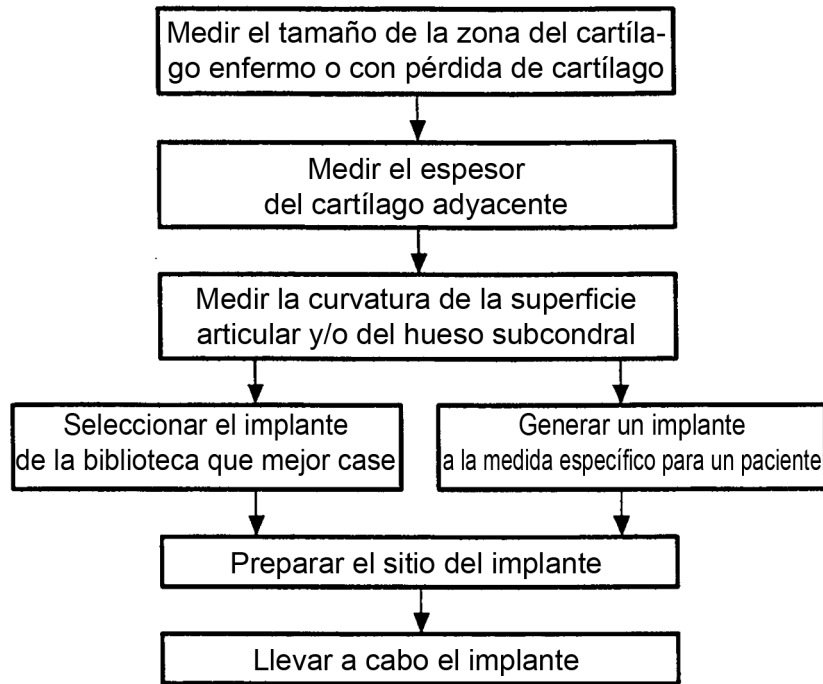 Medir el tamaño de la zona del cartíla-
go enfermo o con pérdida de cartílago
Medir el espesor
del cartílago adyacente
Medir la curvatura de la superficie
articular y/o del hueso subcondral
Seleccionar el implante
de la biblioteca que mejor case
Generar un implante
a la medida específico para un paciente
Preparar el sitio del implante
Llevar a cabo el implante